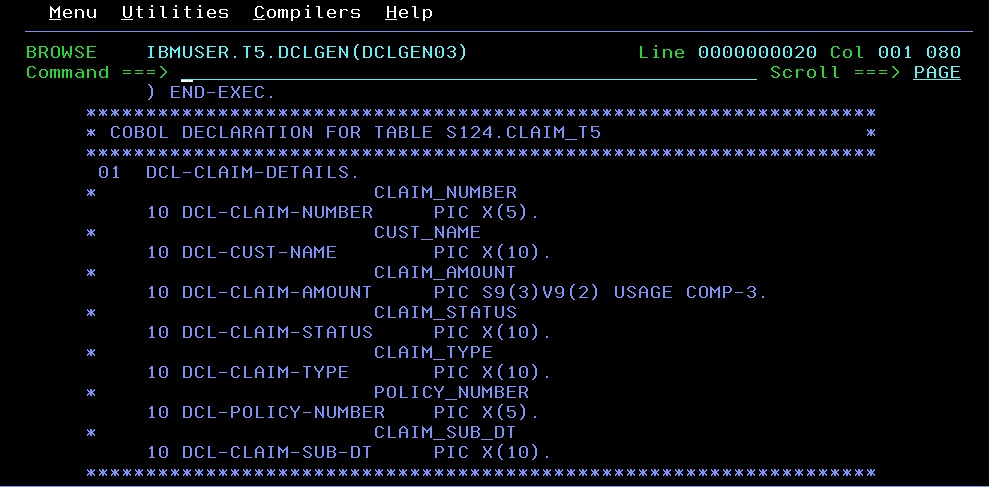 Menu Utilities Compilers Help
BROWSE IBMUSER.T5.DCLGEN(DCLGEN03) Line 0000000020 Col 001 080
Command ===> Scroll ===> PAGE
) END-EXEC.
******************************************************************
* COBOL DECLARATION FOR TABLE S124.CLAIM_T5 *
******************************************************************
01 DCL-CLAIM-DETAILS.
* CLAIM_NUMBER
10 DCL-CLAIM-NUMBER PIC X(5).
* CUST_NAME
10 DCL-CUST-NAME PIC X(10).
* CLAIM_AMOUNT
10 DCL-CLAIM-AMOUNT PIC S9(3)V9(2) USAGE COMP-3.
* CLAIM_STATUS
10 DCL-CLAIM-STATUS PIC X(10).
* CLAIM_TYPE
10 DCL-CLAIM-TYPE PIC X(10).
* POLICY_NUMBER
10 DCL-POLICY-NUMBER PIC X(5).
* CLAIM_SUB_DT
10 DCL-CLAIM-SUB-DT PIC X(10).
******************************************************************